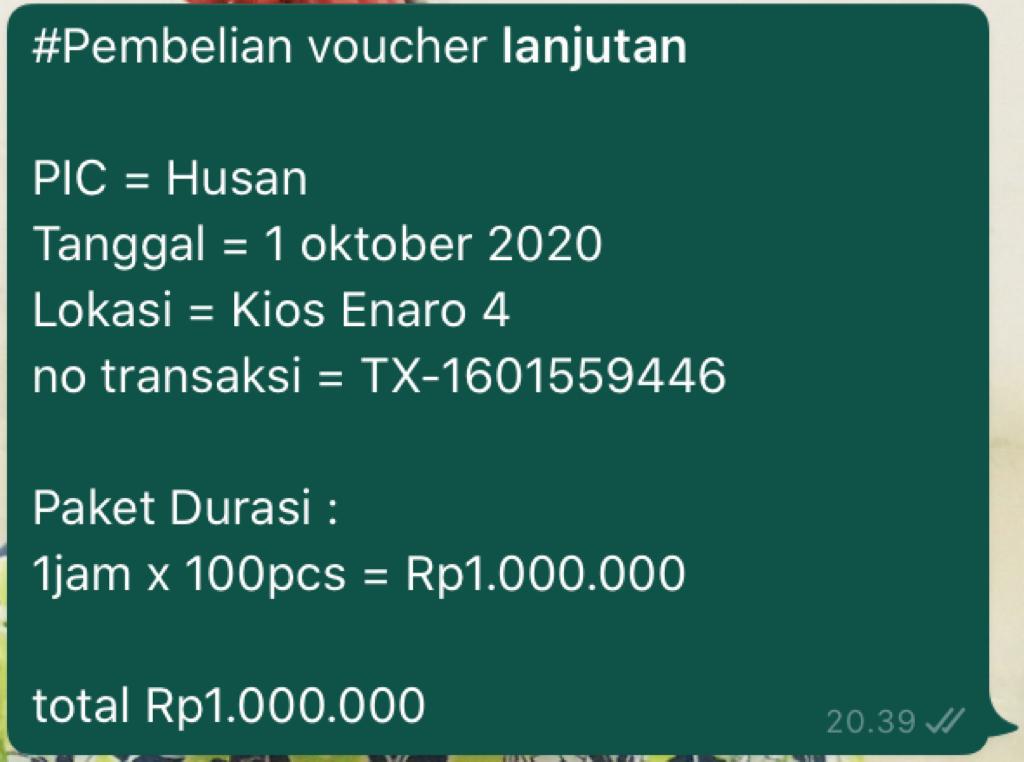 #Pembelian voucher lanjutan
PIC = Husan
Tanggal = 1 oktober 2020
Lokasi = Kios Enaro 4
no transaksi = TX-1601559446
Paket Durasi :
1jam x 100pcs = Rp1.000.000
total Rp1.000.000
20.39